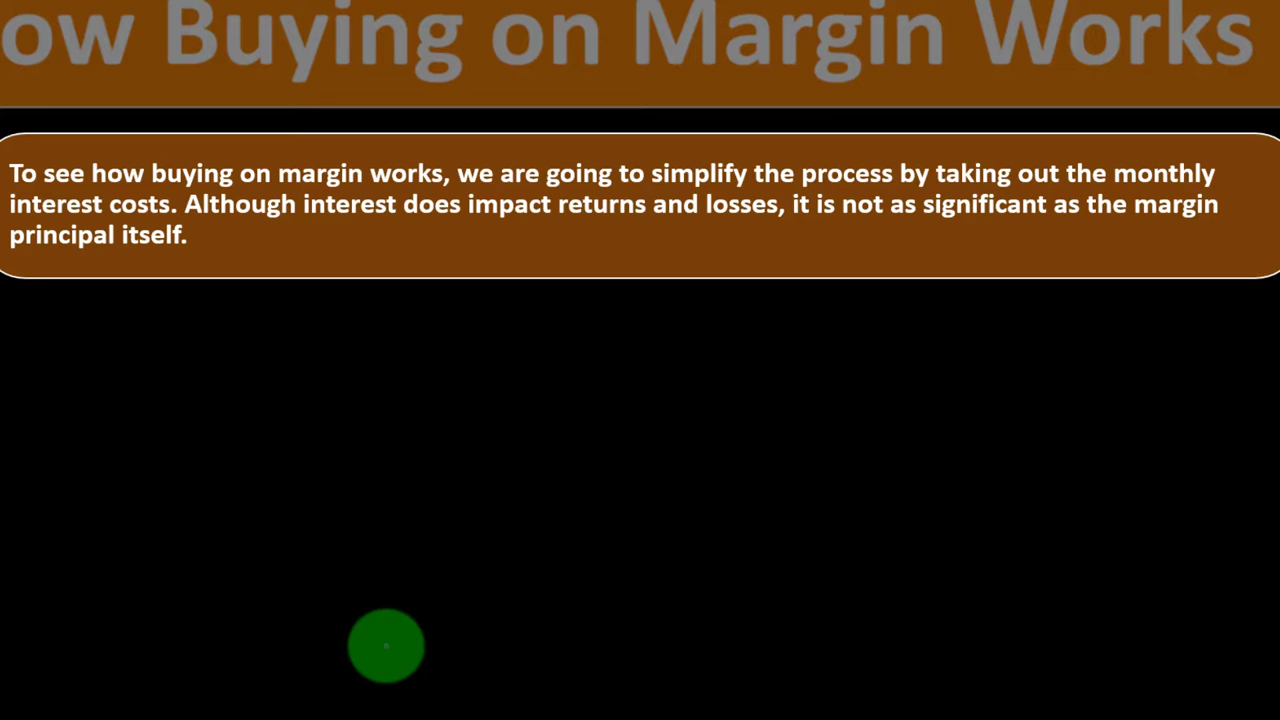 ow Buying on Margin Works
To see how buying on margin works, we are going to simplify the process by taking out the monthly
interest costs. Although interest does impact returns and losses, it is not as significant as the margin
principal itself.